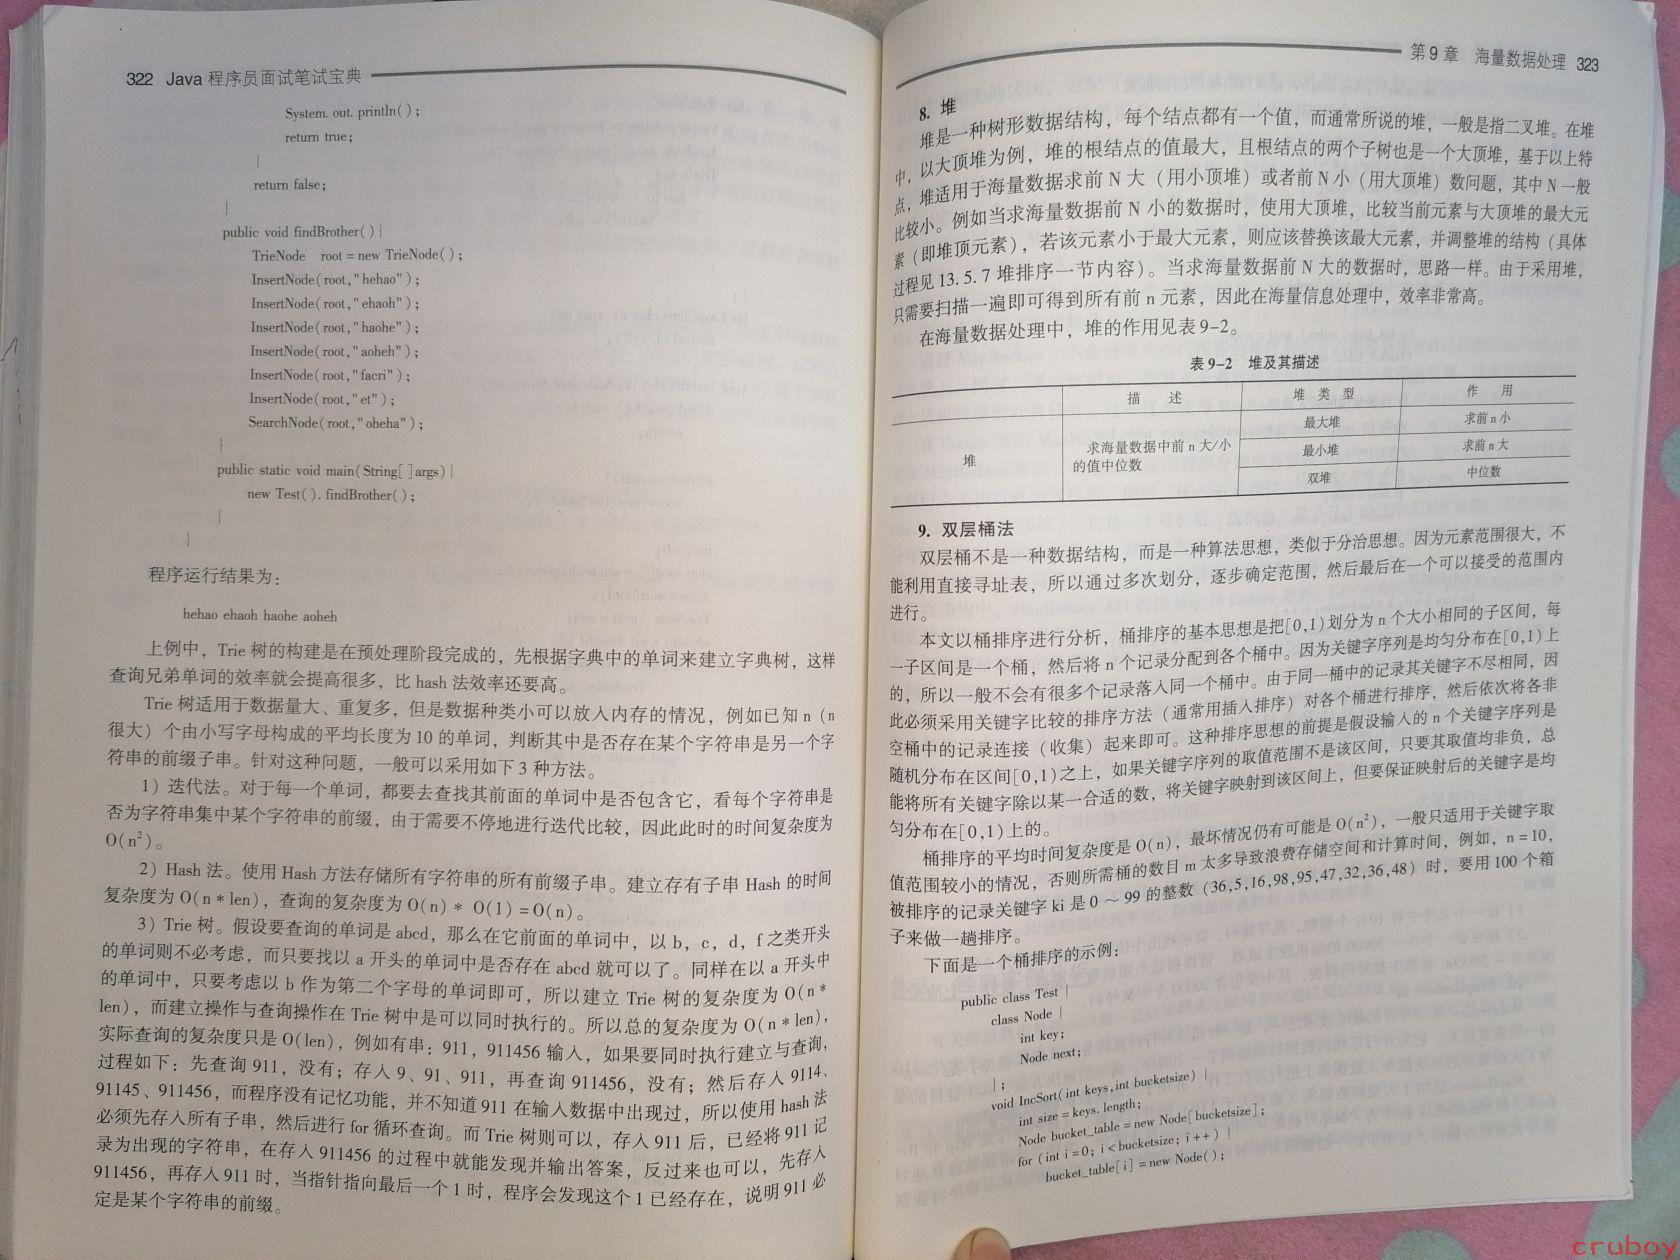 322 Java 程序员面试笔试宝典
System. out. println( );
return true;
}
return false;
}
public void findBrother( ){
TrieNode root = new TrieNode( );
InsertNode(root,"hehao");
InsertNode(root,"ehaoh");
InsertNode(root,"haohe");
InsertNode(root,"aoheh");
InsertNode(root,"facri");
InsertNode(root,"et");
SearchNode(root,"oheha");
}
public static void main(String[ ]args){
new Test( ). findBrother( );
}
}
程序运行结果为：
hehao ehaoh haohe aoheh
上例中，Trie 树的构建是在预处理阶段完成的，先根据字典中的单词来建立字典树，这样
查询兄弟单词的效率就会提高很多，比 hash 法效率还要高。
Trie 树适用于数据量大、重复多，但是数据种类小可以放入内存的情况，例如已知 n（n
很大）个由小写字母构成的平均长度为 10 的单词，判断其中是否存在某个字符串是另一个字
符串的前缀子串。针对这种问题，一般可以采用如下 3 种方法。
1）迭代法。对于每一个单词，都要去查找其前面的单词中是否包含它，看每个字符串是
否为字符串集中某个字符串的前缀，由于需要不停地进行迭代比较，因此此时的时间复杂度为
O(n²)。
2）Hash 法。使用 Hash 方法存储所有字符串的所有前缀子串。建立存有子串 Hash 的时间
复杂度为 O(n * len)，查询的复杂度为 O(n) * O(1) = O(n)。
3）Trie 树。假设要查询的单词是 abcd，那么在它前面的单词中，以 b，c，d，f 之类开头
的单词则不必考虑，而只要找以 a 开头的单词中是否存在 abcd 就可以了。同样在以 a 开头中
的单词中，只要考虑以 b 作为第二个字母的单词即可，所以建立 Trie 树的复杂度为 O(n *
len)，而建立操作与查询操作在 Trie 树中是可以同时执行的。所以总的复杂度为 O(n * len)，
实际查询的复杂度只是 O(len)，例如有串：911，911456 输入，如果要同时执行建立与查询，
过程如下：先查询 911，没有；存入 9、91、911，再查询 911456，没有；然后存入 9114、
91145、911456，而程序没有记忆功能，并不知道 911 在输入数据中出现过，所以使用 hash 法
必须先存入所有子串，然后进行 for 循环查询。而 Trie 树则可以，存入 911 后，已经将 911 记
录为出现的字符串，在存入 911456 的过程中就能发现并输出答案，反过来也可以，先存入
911456，再存入 911 时，当指针指向最后一个 1 时，程序会发现这个 1 已经存在，说明 911 必
定是某个字符串的前缀。
第 9 章 海量数据处理 323
8. 堆
堆是一种树形数据结构，每个结点都有一个值，而通常所说的堆，一般是指二叉堆。在堆
中，以大顶堆为例，堆的根结点的值最大，且根结点的两个子树也是一个大顶堆，基于以上特
点，堆适用于海量数据求前 N 大（用小顶堆）或者前 N 小（用大顶堆）数问题，其中 N 一般
比较小。例如当求海量数据前 N 小的数据时，使用大顶堆，比较当前元素与大顶堆的最大元
素（即堆顶元素），若该元素小于最大元素，则应该替换该最大元素，并调整堆的结构（具体
过程见 13. 5. 7 堆排序一节内容）。当求海量数据前 N 大的数据时，思路一样。由于采用堆，
只需要扫描一遍即可得到所有前 n 元素，因此在海量信息处理中，效率非常高。
在海量数据处理中，堆的作用见表 9-2。
表 9-2 堆及其描述
描 述 堆 类 型 作 用
堆 求海量数据中前 n 大/小的值中位数 最大堆 求前 n 小
最小堆 求前 n 大
双堆 中位数
9. 双层桶法
双层桶不是一种数据结构，而是一种算法思想，类似于分治思想。因为元素范围很大，不
能利用直接寻址表，所以通过多次划分，逐步确定范围，然后最后在一个可以接受的范围内
进行。
本文以桶排序进行分析，桶排序的基本思想是把[0,1)划分为 n 个大小相同的子区间，每
一子区间是一个桶，然后将 n 个记录分配到各个桶中。因为关键字序列是均匀分布在[0,1)上
的，所以一般不会有很多个记录落入同一个桶中。由于同一桶中的记录其关键字不尽相同，因
此必须采用关键字比较的排序方法（通常用插入排序）对各个桶进行排序，然后依次将各非
空桶中的记录连接（收集）起来即可。这种排序思想的前提是假设输入的 n 个关键字序列是
随机分布在区间[0,1)之上，如果关键字序列的取值范围不是该区间，只要其取值均非负，总
能将所有关键字除以某一合适的数，将关键字映射到该区间上，但要保证映射后的关键字是均
匀分布在[0,1)上的。
桶排序的平均时间复杂度是 O(n)，最坏情况仍有可能是 O(n²)，一般只适用于关键字取
值范围较小的情况，否则所需桶的数目 m 太多导致浪费存储空间和计算时间，例如，n = 10，
被排序的记录关键字 ki 是 0 ~ 99 的整数 (36,5,16,98,95,47,32,36,48) 时，要用 100 个箱
子来做一趟排序。
下面是一个桶排序的示例：
public class Test {
class Node {
int key;
Node next;
};
void IncSort(int keys,int bucketsize) {
int size = keys. length;
Node bucket_table = new Node[bucketsize];
for (int i = 0; i < bucketsize; i + + ) {
bucket_table[i] = new Node( );
cruboy